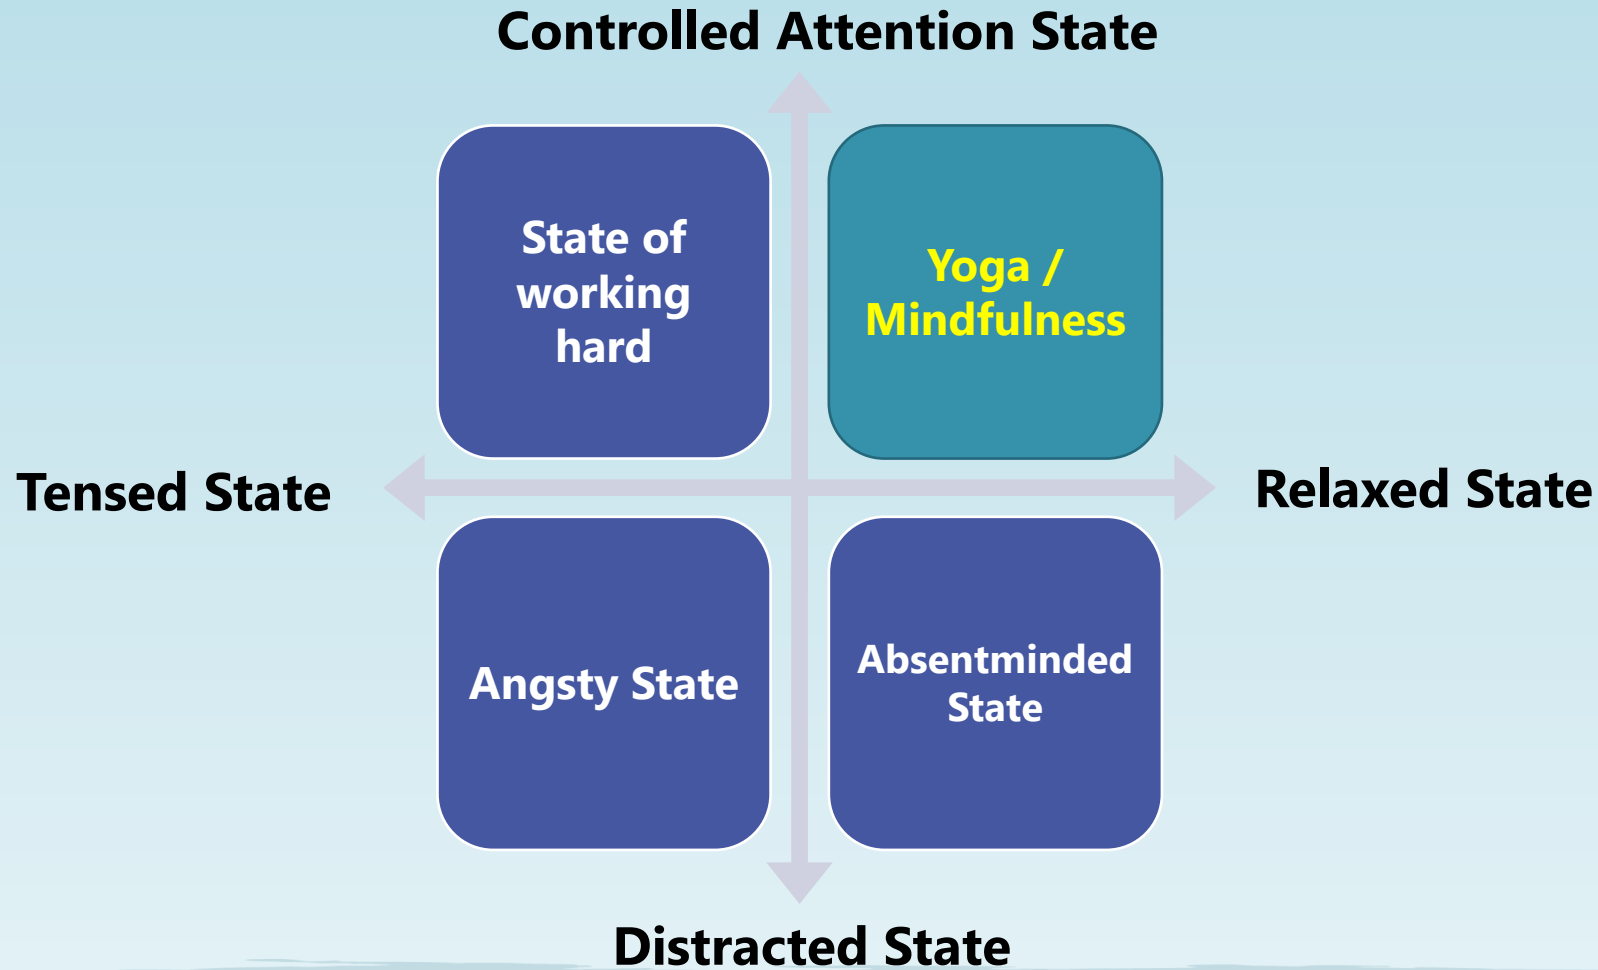 Controlled Attention State
State of
working
hard
Yoga /
Mindfulness
Tensed State
Relaxed State
Angsty State
Absentminded
State
Distracted State